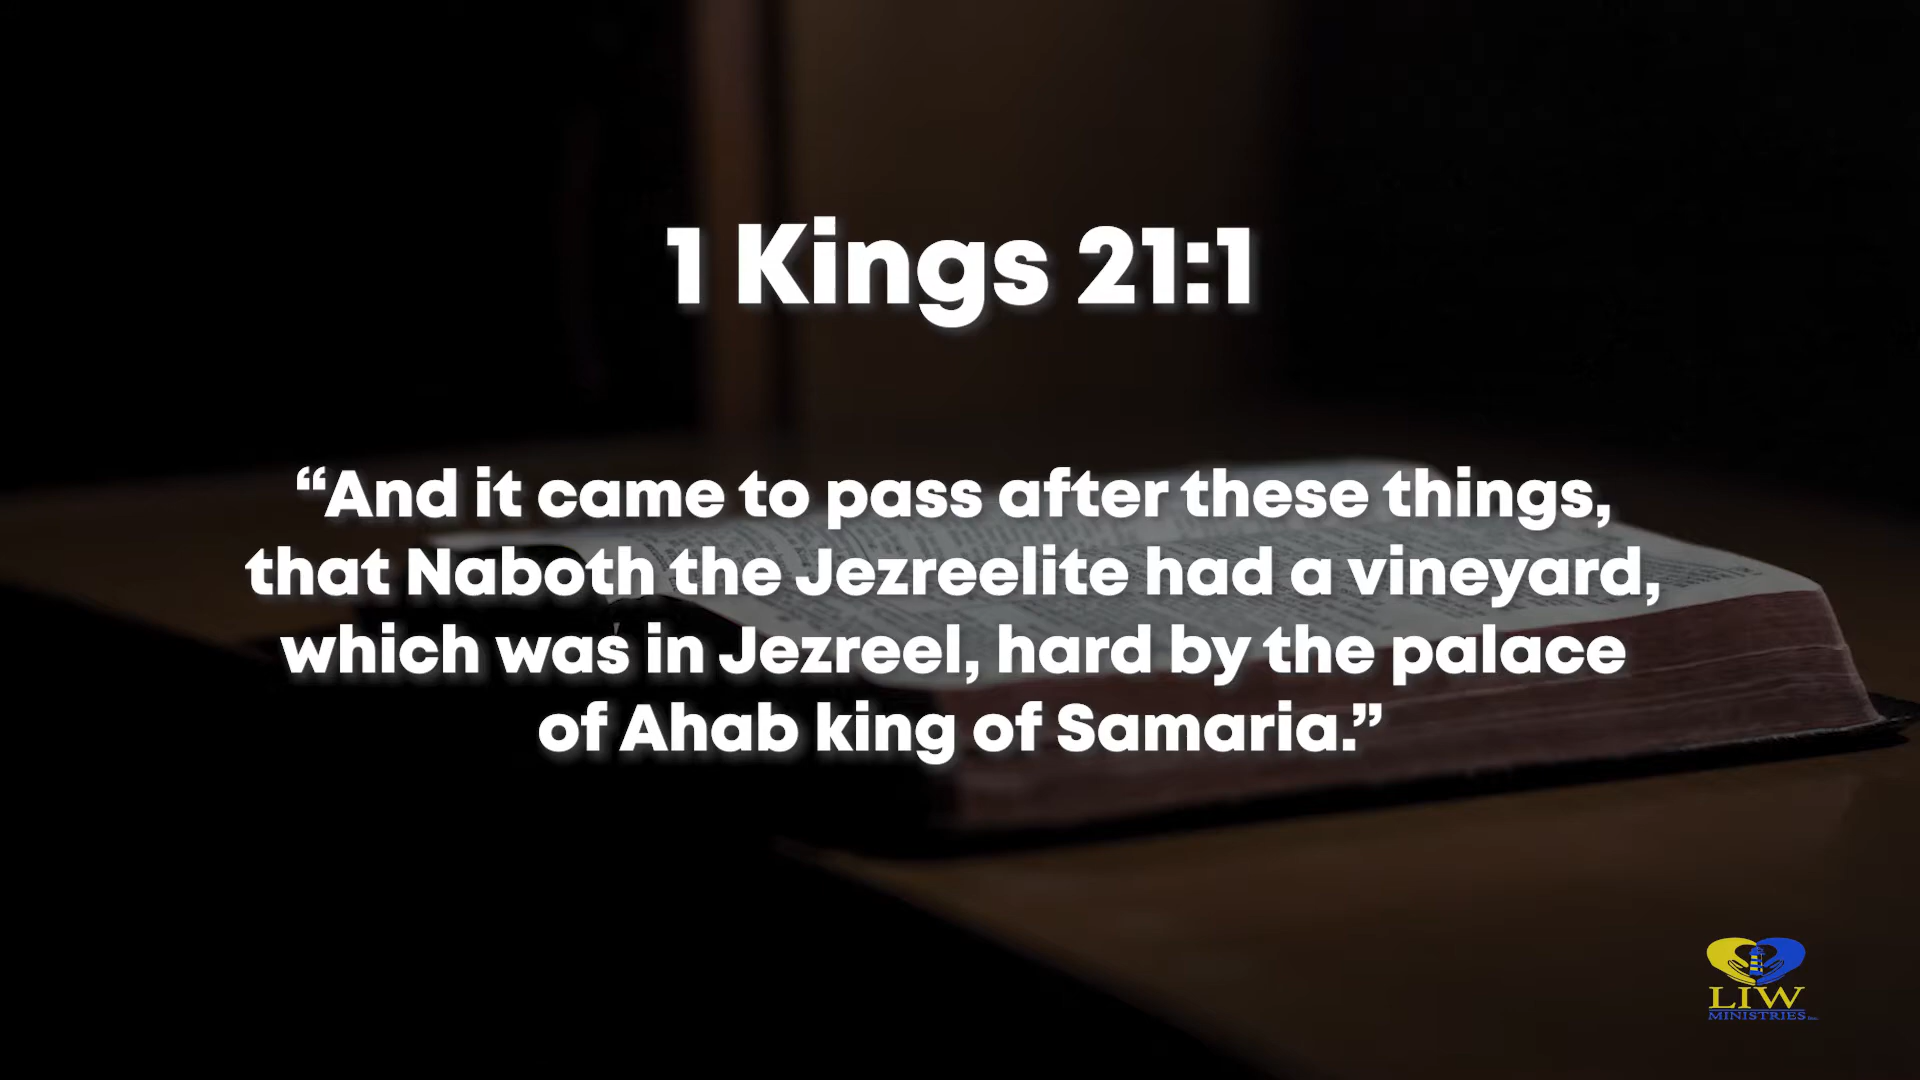 1 Kings 21:1
“And it came to pass after these things,
that Naboth the Jezreelite had a vineyard,
which was in Jezreel, hard by the palace
of Ahab king of Samaria.”
LIW
MINISTRIES